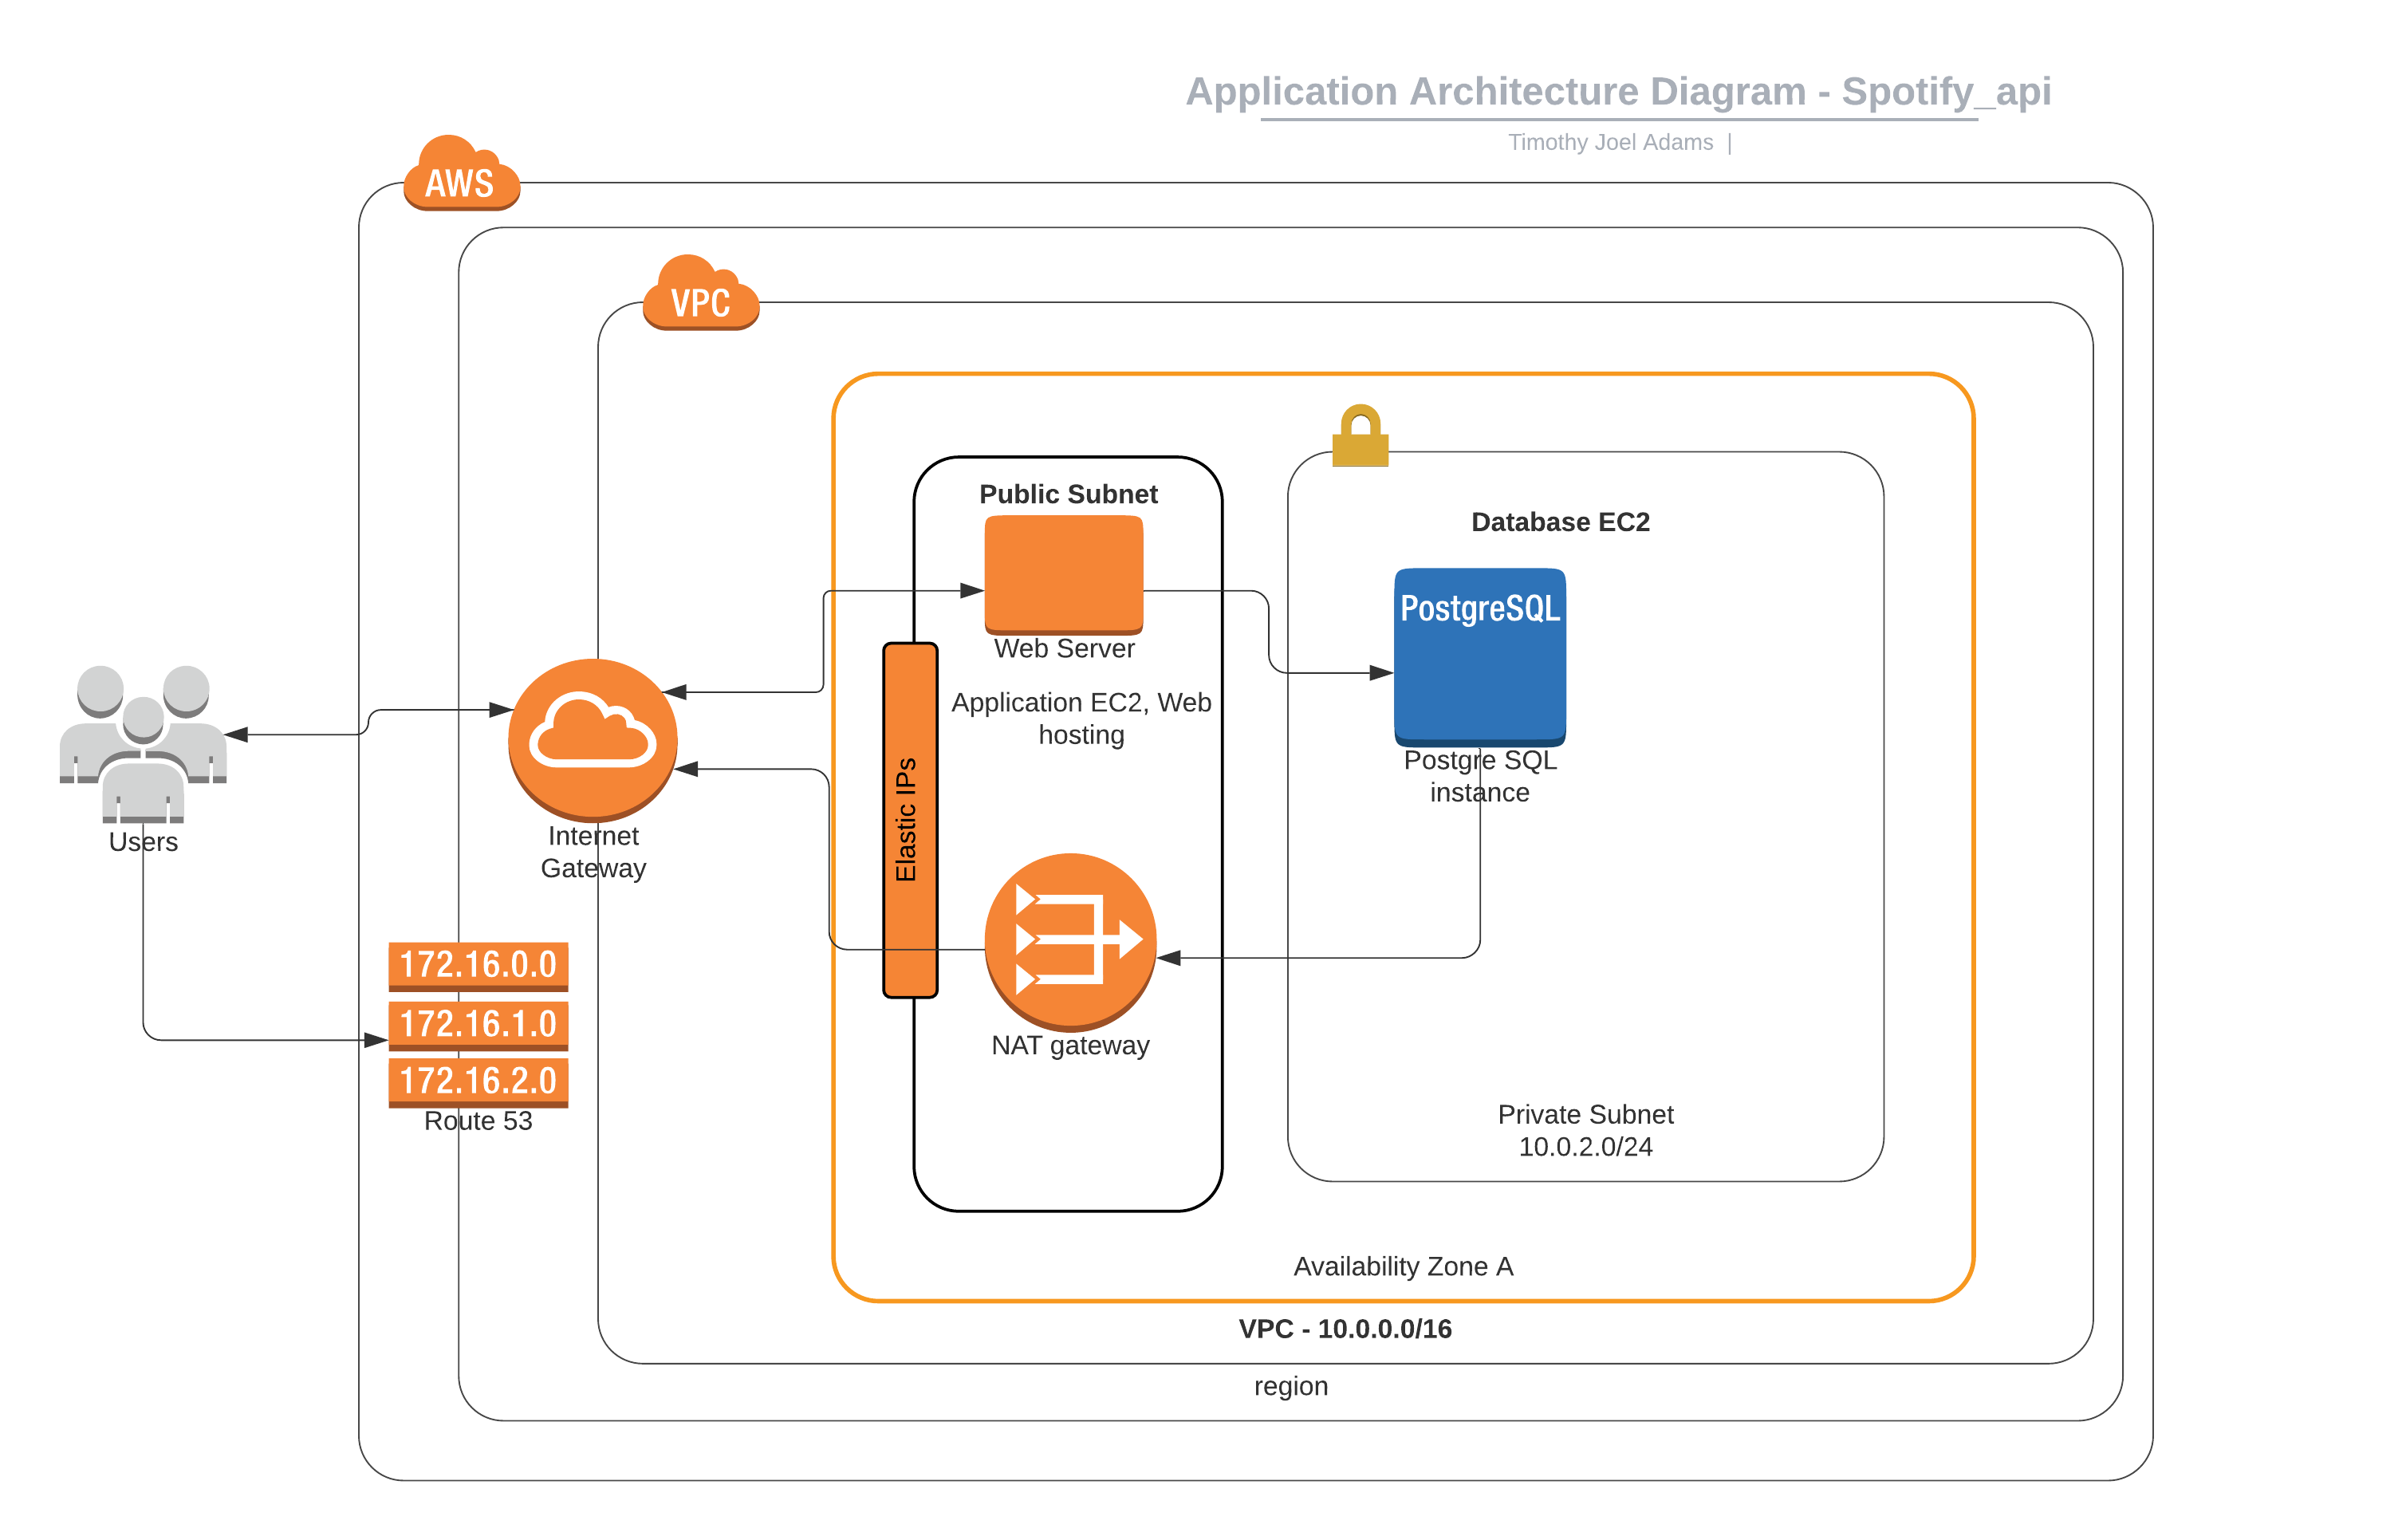 Application Architecture Diagram - Spotify_api
Timothy Joel Adams |
AWS
VPC
Public Subnet
Web Server
Application EC2, Web
hosting
Elastic IPs
NAT gateway
Database EC2
PostgreSQL
Postgre SQL
instance
Private Subnet
10.0.2.0/24
Users
Internet
Gateway
172.16.0.0
172.16.1.0
172.16.2.0
Route 53
Availability Zone A
VPC - 10.0.0.0/16
region